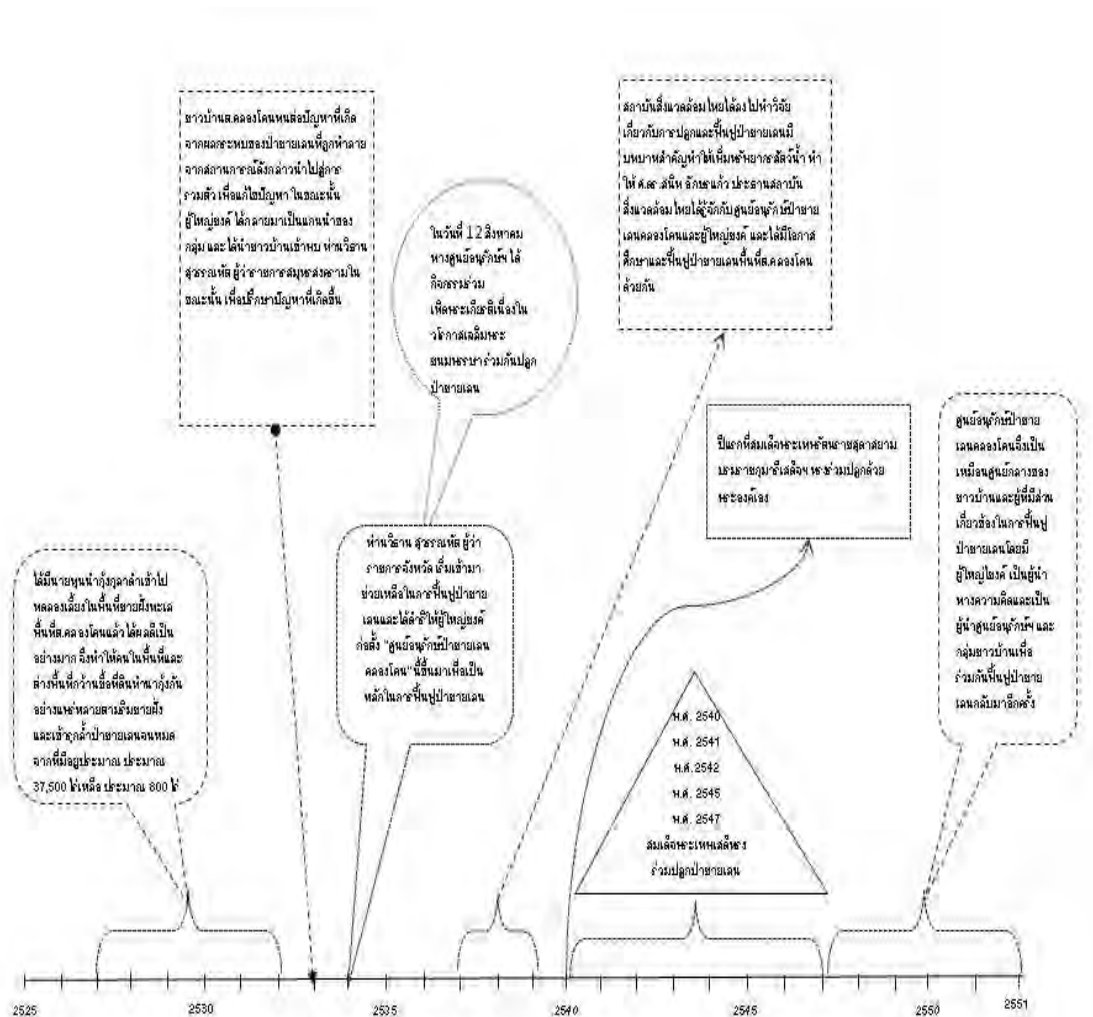 ชาวบ้านต.คลองโคนทนต่อปัญหาที่เกิด
จากผลกระทบของป่าชายเลนที่ถูกทำลาย
จากสถานการณ์ดังกล่าวนำไปสู่การ
รวมตัว เพื่อแก้ไขปัญหา ในขณะนั้น
ผู้ใหญ่ชงค์ ได้กลายมาเป็นแกนนำของ
กลุ่ม และได้นำชาวบ้านเข้าพบ ท่านวิธาน
สุวรรณทัต ผู้ว่าราชการสมุทรสงครามใน
ขณะนั้น เพื่อปรึกษาปัญหาที่เกิดขึ้น
สถาบันสิ่งแวดล้อมไทยได้ลงไปทำวิจัย
เกี่ยวกับการปลูกและฟื้นฟูป่าชายเลนมี
บทบาทสำคัญทำให้เพิ่มทรัพยากรสัตว์น้ำ ทำ
ให้ ศ.ดร.สนิท อักษรแก้ว ประธานสถาบัน
สิ่งแวดล้อมไทยได้รู้จักกับศูนย์อนุรักษ์ป่าชาย
เลนคลองโคนและผู้ใหญ่ชงค์ และได้มีโอกาส
ศึกษาและฟื้นฟูป่าชายเลนพื้นที่ต.คลองโคน
ด้วยกัน
ในวันที่ 12 สิงหาคม
ทางศูนย์อนุรักษ์ฯ ได้
กิจกรรมร่วม
เทิดพระเกียรติเนื่องใน
วโรกาสเฉลิมพระ
ชนมพรรษา ร่วมกันปลูก
ป่าชายเลน
ปีแรกที่สมเด็จพระเทพรัตนราชสุดาสยาม
บรมราชกุมารีเสด็จฯ ทรงร่วมปลูกด้วย
พระองค์เอง
ศูนย์อนุรักษ์ป่าชาย
เลนคลองโคนจึงเป็น
เหมือนศูนย์กลางของ
ชาวบ้านและผู้ที่มีส่วน
เกี่ยวข้องในการฟื้นฟู
ป่าชายเลนโดยมี
ผู้ใหญ่ไชงค์ เป็นผู้นำ
ทางความคิดและเป็น
ผู้นำศูนย์อนุรักษ์ฯ และ
กลุ่มชาวบ้านเพื่อ
ร่วมกันฟื้นฟูป่าชาย
เลนกลับมาอีกครั้ง
ท่านวิธาน สุวรรณทัต ผู้ว่า
ราชการจังหวัด เริ่มเข้ามา
ช่วยเหลือในการฟื้นฟูป่าชาย
เลนและได้ดำริให้ผู้ใหญ่ชงค์
ก่อตั้ง "ศูนย์อนุรักษ์ป่าชายเลน
คลองโคน" นี้ขึ้นมาเพื่อเป็น
หลักในการฟื้นฟูป่าชายเลน
ได้มีนายทุนนำกุ้งกุลาดำเข้าไป
ทดลองเลี้ยงในพื้นที่ชายฝั่งทะเล
พื้นที่ต.คลองโคนแล้ว ได้ผลดีเป็น
อย่างมาก จึงทำให้คนในพื้นที่และ
ต่างพื้นที่กว้านซื้อที่ดินทำนากุ้งกัน
อย่างแพร่หลายตามริมชายฝั่ง
และเข้ารุกล้ำป่าชายเลนจนหมด
จากที่มีอยู่ประมาณ ประมาณ
37,500 ไร่เหลือ ประมาณ 800 ไร่
พ.ศ. 2540
พ.ศ. 2541
พ.ศ. 2542
พ.ศ. 2545
พ.ศ. 2547
สมเด็จพระเทพเสด็จทรง
ร่วมปลูกป่าชายเลน
2525 2530 2535 2540 2545 2550 2551